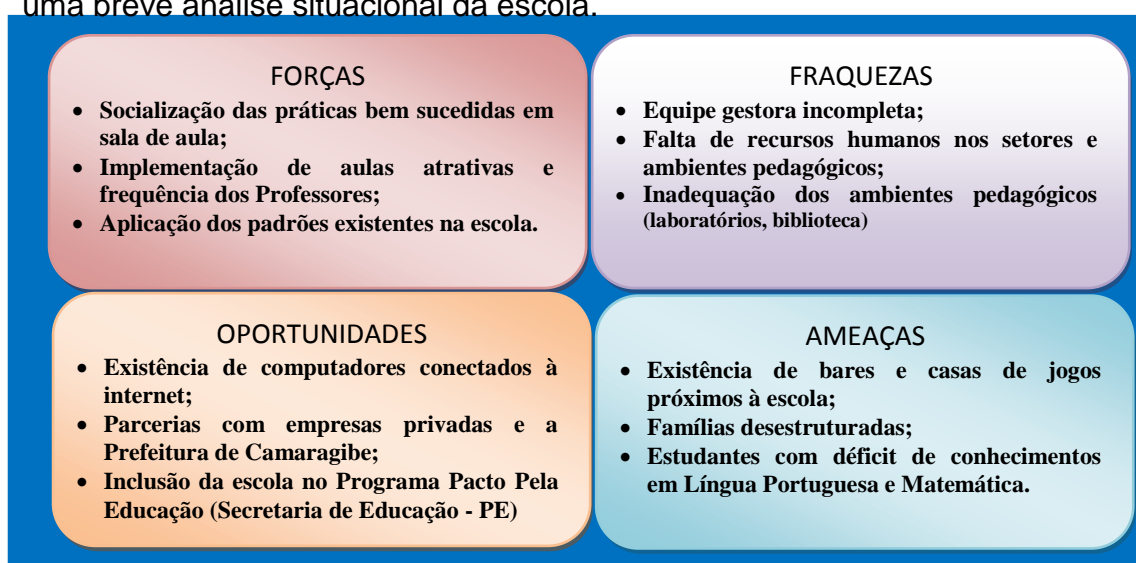 uma breve análise situacional da escola.
FORÇAS
• Socialização das práticas bem sucedidas em
sala de aula;
• Implementação de aulas atrativas e
frequência dos Professores;
• Aplicação dos padrões existentes na escola.
FRAQUEZAS
• Equipe gestora incompleta;
• Falta de recursos humanos nos setores e
ambientes pedagógicos;
• Inadequação dos ambientes pedagógicos
(laboratórios, biblioteca)
OPORTUNIDADES
• Existência de computadores conectados à
internet;
• Parcerias com empresas privadas e a
Prefeitura de Camaragibe;
• Inclusão da escola no Programa Pacto Pela
Educação (Secretaria de Educação - PE)
AMEAÇAS
• Existência de bares e casas de jogos
próximos à escola;
• Famílias desestruturadas;
• Estudantes com déficit de conhecimentos
em Língua Portuguesa e Matemática.